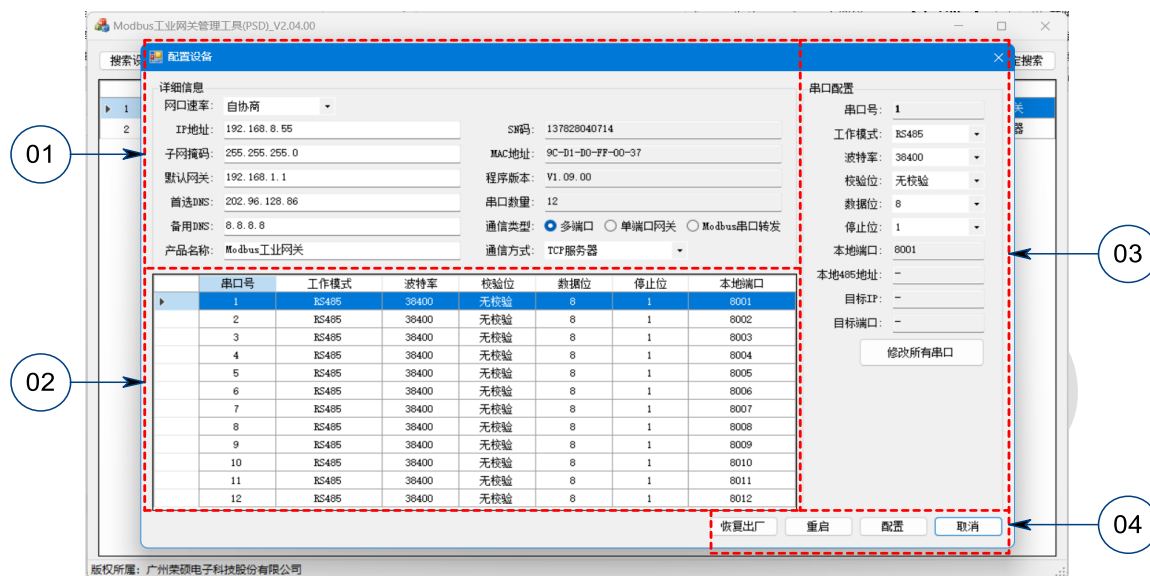 Modbus工业网关管理工具(PSD)_V2.04.00
搜索设
定搜索
配置设备
详细信息
网口速率: 自协商
IP地址: 192.168.8.55
SN码: 137828040714
子网掩码: 255.255.255.0
MAC地址: 9C-D1-D0-FF-00-37
默认网关: 192.168.1.1
程序版本: V1.09.00
首选DNS: 202.96.128.86
串口数量: 12
备用DNS: 8.8.8.8
通信类型: 多端口 单端口网关 Modbus串口转发
产品名称: Modbus工业网关
通信方式: TCP服务器
串口号 工作模式 波特率 校验位 数据位 停止位 本地端口
1 RS485 38400 无校验 8 1 8001
2 RS485 38400 无校验 8 1 8002
3 RS485 38400 无校验 8 1 8003
4 RS485 38400 无校验 8 1 8004
5 RS485 38400 无校验 8 1 8005
6 RS485 38400 无校验 8 1 8006
7 RS485 38400 无校验 8 1 8007
8 RS485 38400 无校验 8 1 8008
9 RS485 38400 无校验 8 1 8009
10 RS485 38400 无校验 8 1 8010
11 RS485 38400 无校验 8 1 8011
12 RS485 38400 无校验 8 1 8012
串口配置
串口号: 1
工作模式: RS485
波特率: 38400
校验位: 无校验
数据位: 8
停止位: 1
本地端口: 8001
本地485地址: -
目标IP: -
目标端口: -
修改所有串口
恢复出厂 重启 配置 取消
1
2
关
器
01
02
03
04
版权所属: 广州荣硕电子科技股份有限公司